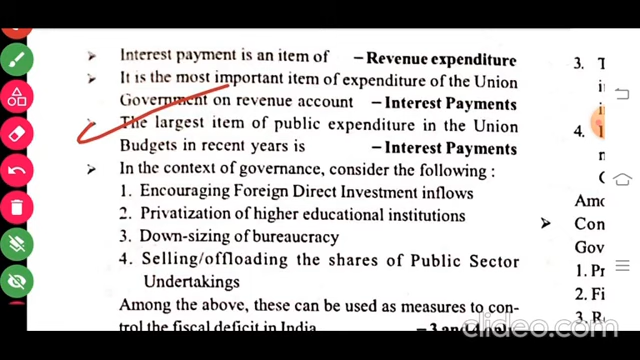 ➤ Interest payment is an item of –Revenue expenditure
➤ It is the most important item of expenditure of the Union
Government on revenue account –Interest Payments
➤ The largest item of public expenditure in the Union
Budgets in recent years is –Interest Payments
➤ In the context of governance, consider the following :
1. Encouraging Foreign Direct Investment inflows
2. Privatization of higher educational institutions
3. Down-sizing of bureaucracy
4. Selling/offloading the shares of Public Sector
Undertakings
Among the above, these can be used as measures to con-
trol the fiscal deficit in India –3 and 4 only
3. T
4.
Amo
➤ Con
Gov
1. Pr
2. Fi
3. Re
clideo.com